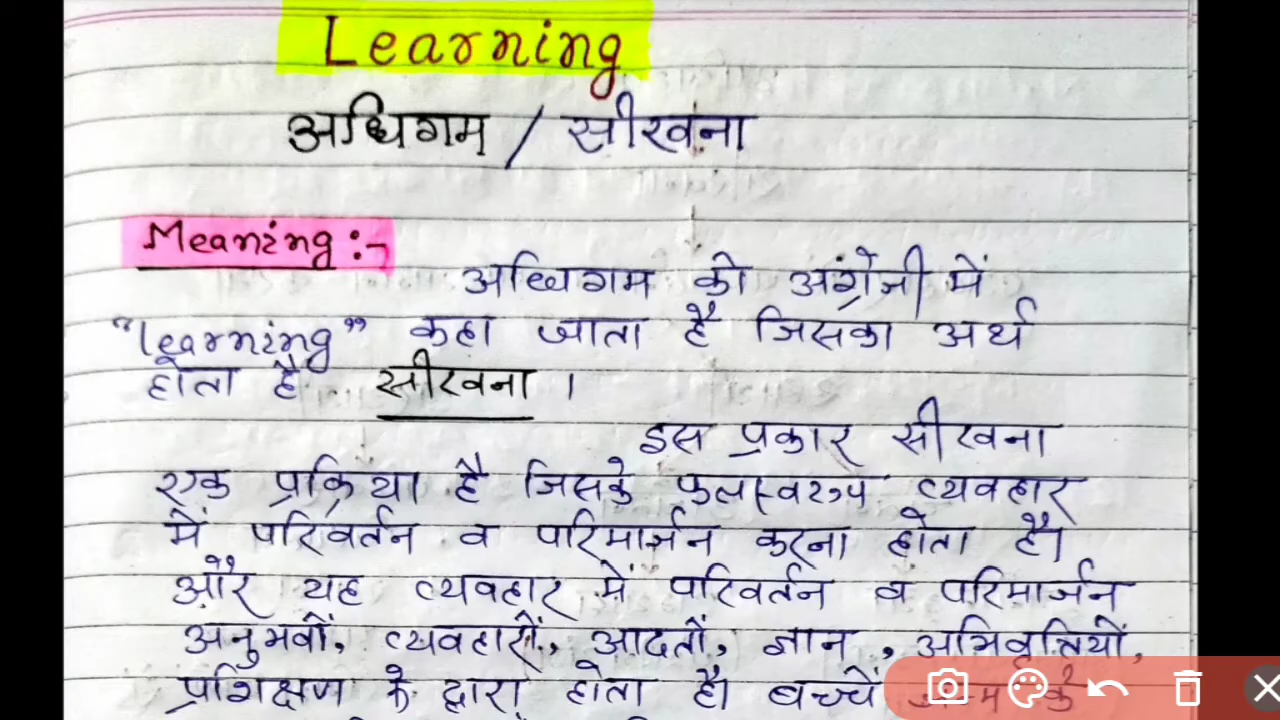 Learning
अधिगम / सीखना
Meaning :-
अधिगम को अंग्रेजी में
"learning" कहा जाता है जिसका अर्थ
होता है सीखना ।
इस प्रकार सीखना
एक प्रक्रिया है जिसके फलस्वरूप व्यवहार
में परिवर्तन व परिमार्जन करना होता है।
और यह व्यवहार में परिवर्तन व परिमार्जन
अनुभवों, व्यवहारों, आदतों, ज्ञान, अभिवृत्तियों,
प्रशिक्षण के द्वारा होता है। बच्चें के